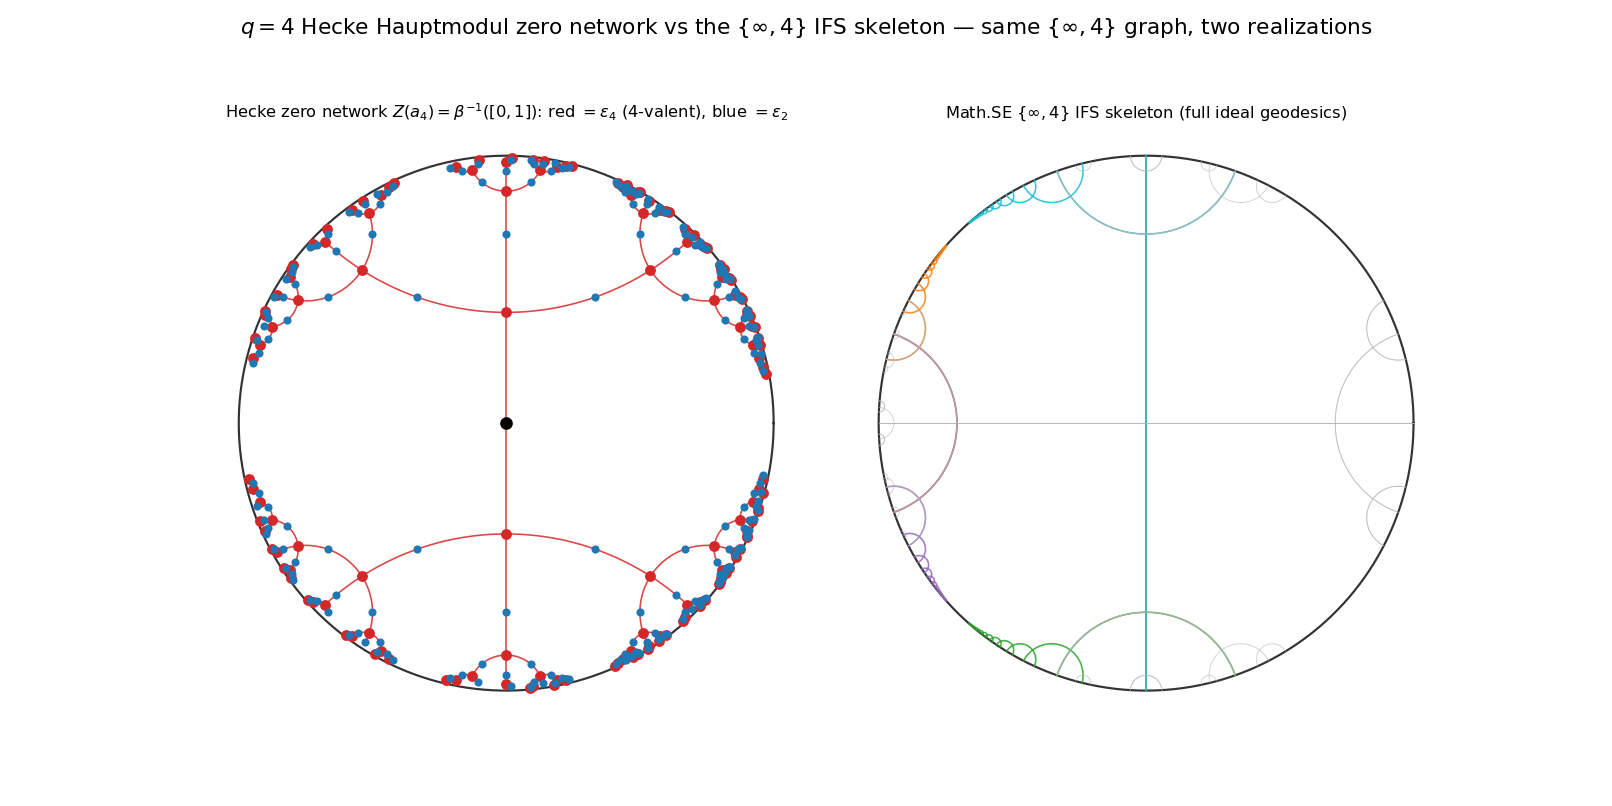 q = 4 Hecke Hauptmodul zero network vs the {∞, 4} IFS skeleton — same {∞, 4} graph, two realizations
Hecke zero network Z(a₄) = β⁻¹([0, 1]): red = ε₄ (4-valent), blue = ε₂
Math.SE {∞, 4} IFS skeleton (full ideal geodesics)